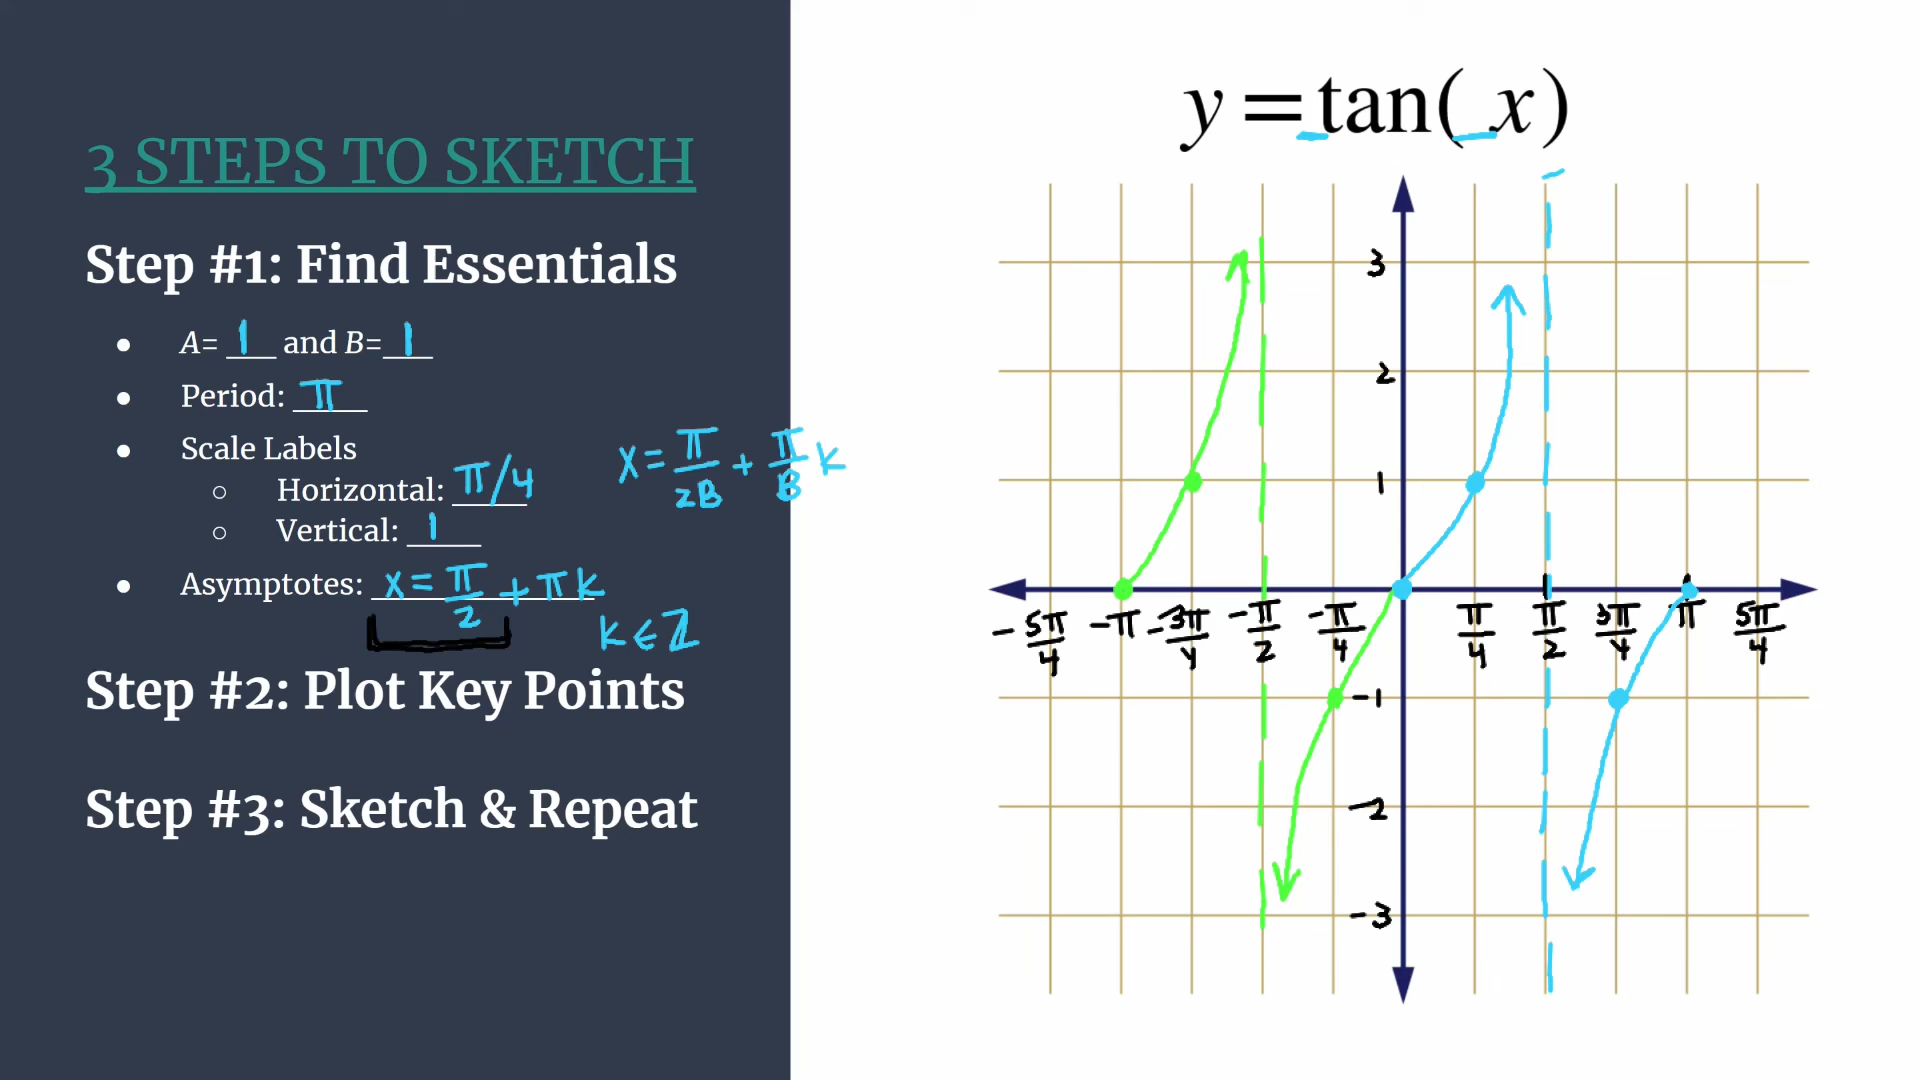 3 STEPS TO SKETCH
Step #1: Find Essentials
● A= 1 and B= 1
● Period: π
● Scale Labels
○ Horizontal: π/4
○ Vertical: 1
● Asymptotes: x = π/2 + πk
k ∈ ℤ
x = π/2B + π/B k
Step #2: Plot Key Points
Step #3: Sketch & Repeat
y = tan( x)
3
2
1
-5π/4 -π -3π/4 -π/2 -π/4 π/4 π/2 3π/4 π 5π/4
-1
-2
-3